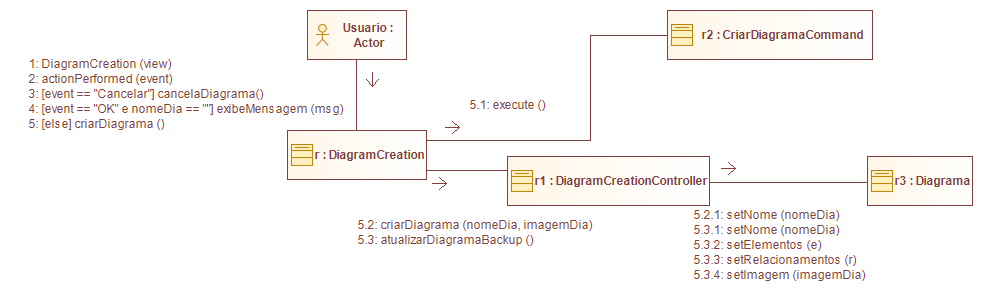 Usuario :
Actor
r2 : CriarDiagramaCommand
1: DiagramCreation (view)
2: actionPerformed (event)
3: [event == "Cancelar"] cancelaDiagrama()
4: [event == "OK" e nomeDia == ""] exibeMensagem (msg)
5: [else] criarDiagrama ()
5.1: execute ()
r : DiagramCreation
r1 : DiagramCreationController
r3 : Diagrama
5.2: criarDiagrama (nomeDia, imagemDia)
5.3: atualizarDiagramaBackup ()
5.2.1: setNome (nomeDia)
5.3.1: setNome (nomeDia)
5.3.2: setElementos (e)
5.3.3: setRelacionamentos (r)
5.3.4: setImagem (imagemDia)